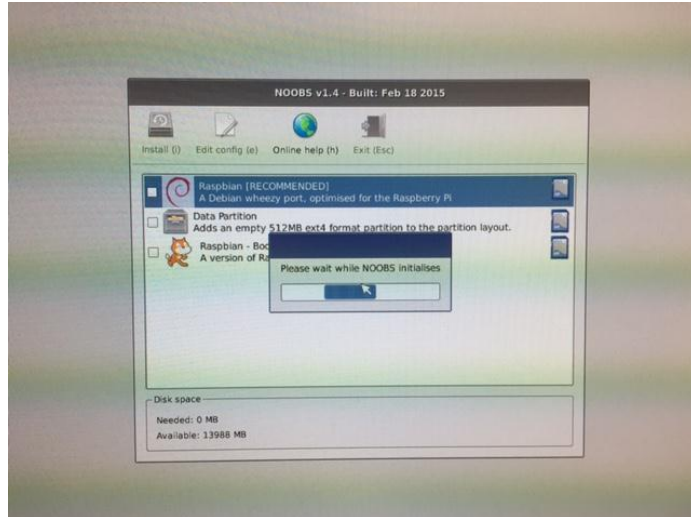 NOOBS v1.4 - Built: Feb 18 2015
Install (i) Edit config (e) Online help (h) Exit (Esc)
Raspbian [RECOMMENDED]
A Debian wheezy port, optimised for the Raspberry Pi
Data Partition
Adds an empty 512MB ext4 format partition to the partition layout.
Raspbian - Boo
A version of Ra
Please wait while NOOBS initialises
Disk space
Needed: 0 MB
Available: 13988 MB